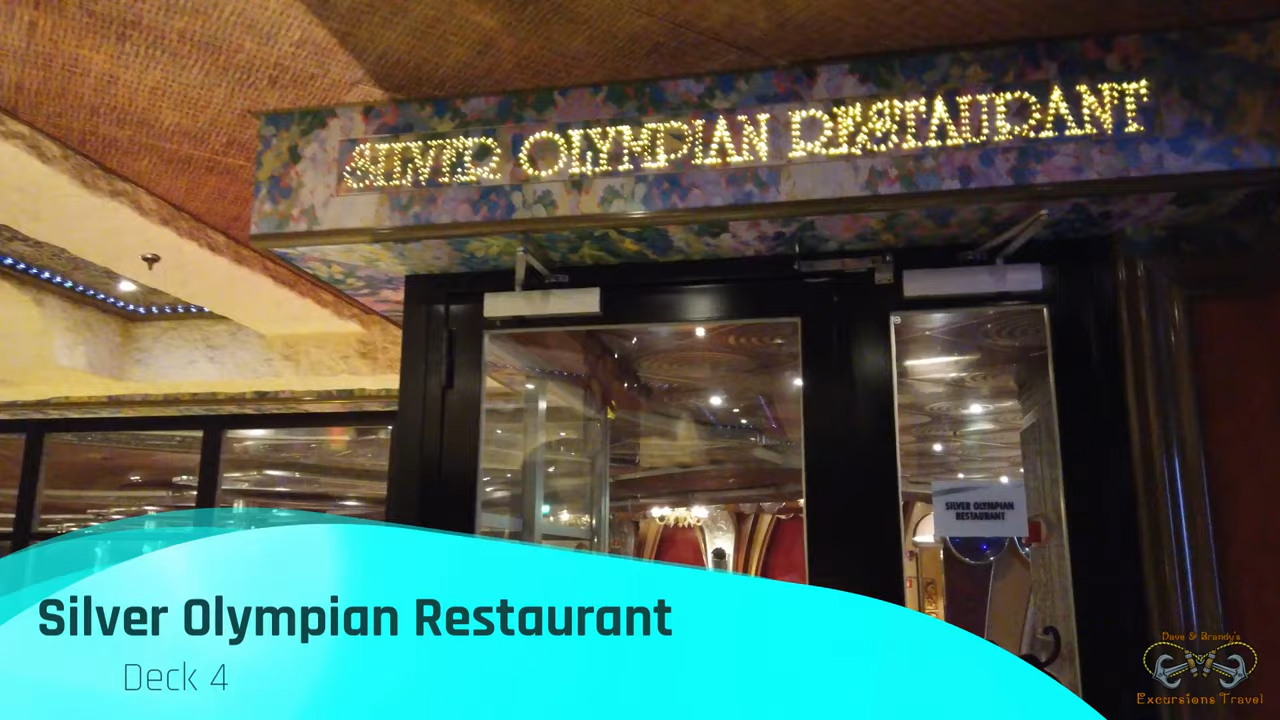 SILVER OLYMPIAN RESTAURANT
SILVER OLYMPIAN
RESTAURANT
Silver Olympian Restaurant
Deck 4
Dave & Brandy's
Excursions Travel